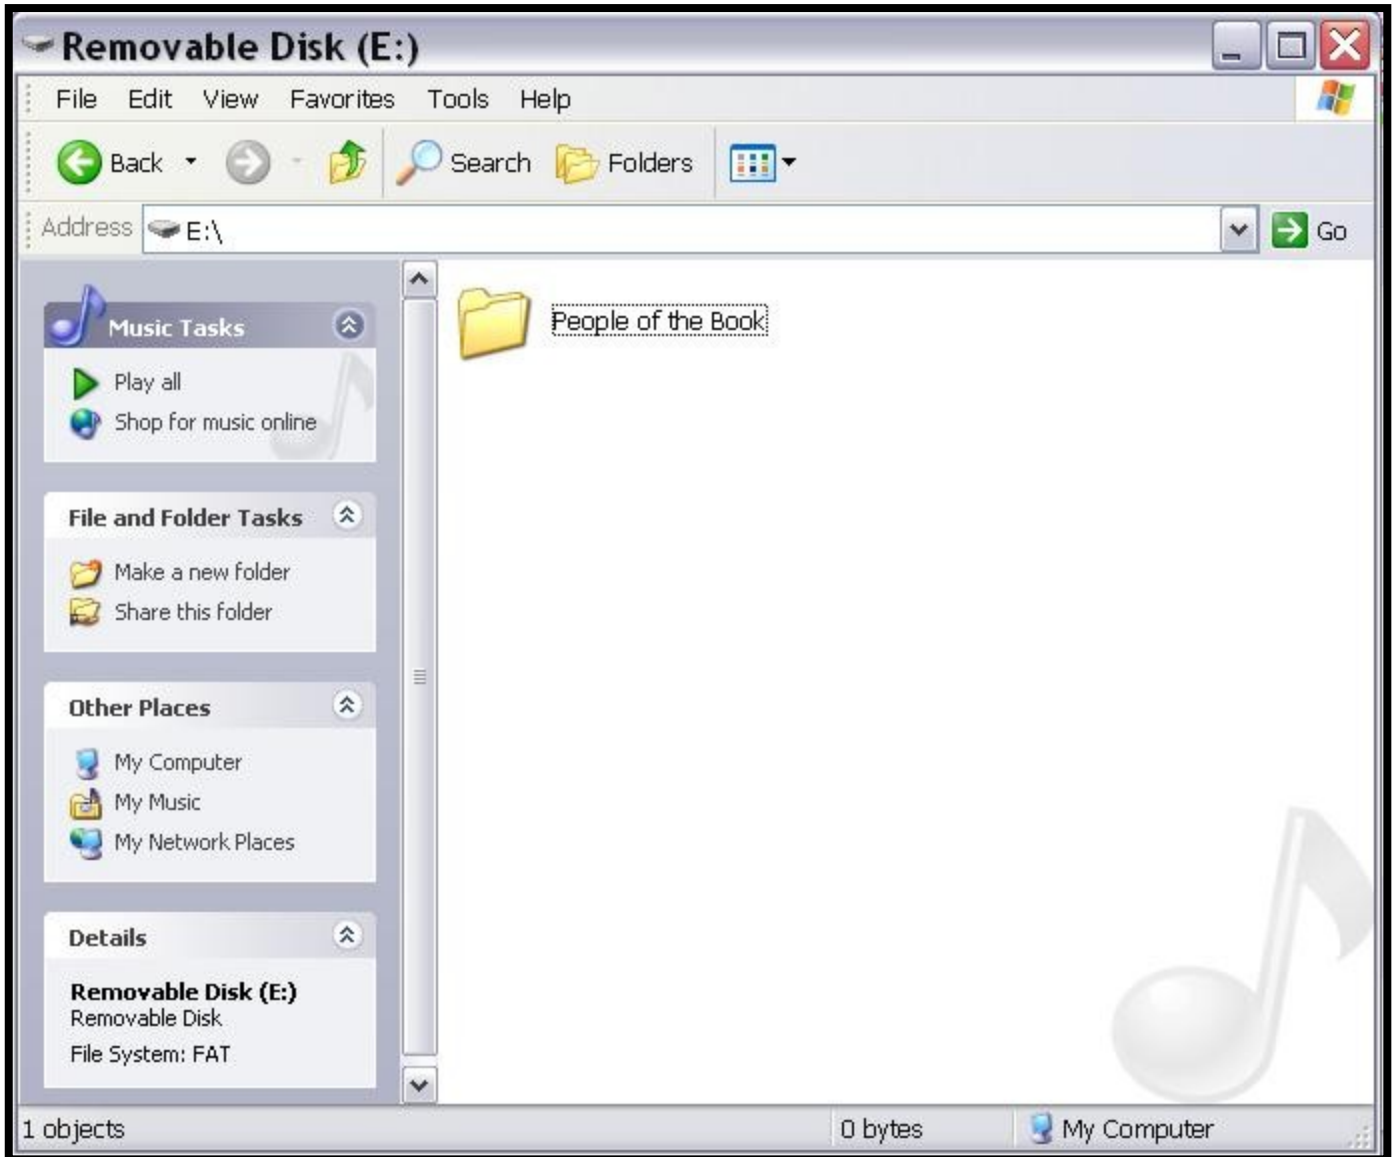 Removable Disk (E:)
File Edit View Favorites Tools Help
Back Search Folders
Address E:\ Go
Music Tasks
Play all
Shop for music online
File and Folder Tasks
Make a new folder
Share this folder
Other Places
My Computer
My Music
My Network Places
Details
Removable Disk (E:)
Removable Disk
File System: FAT
People of the Book
1 objects 0 bytes My Computer